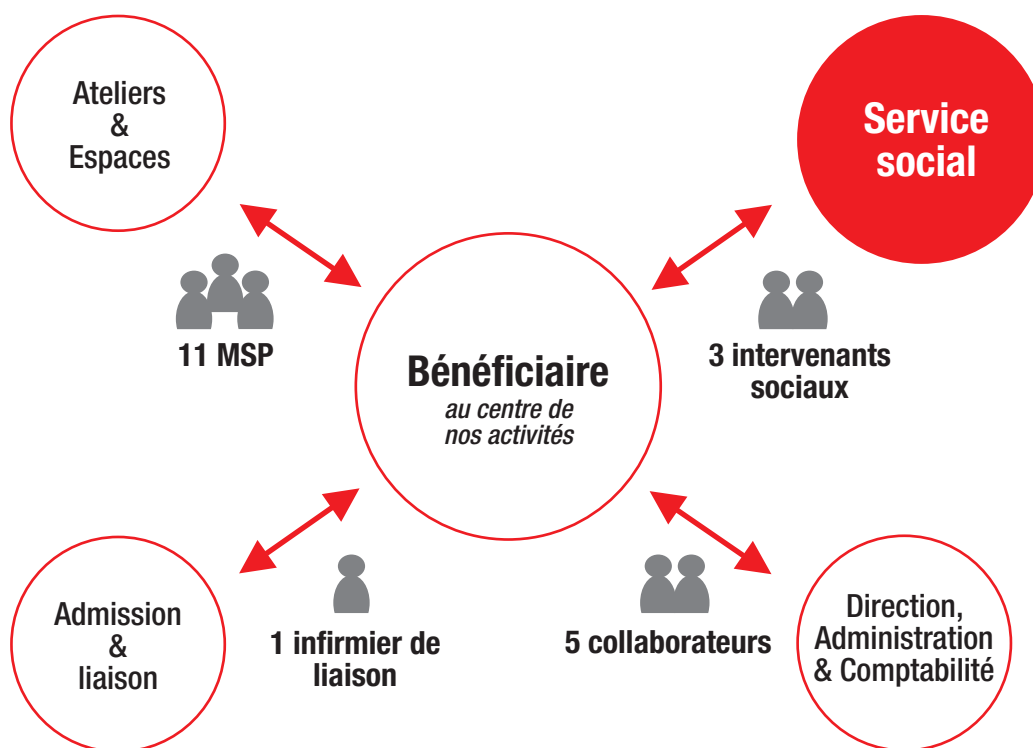 Ateliers
&
Espaces
Service
social
11 MSP
3 intervenants
sociaux
Bénéficiaire
au centre de
nos activités
Admission
&
liaison
1 infirmier de
liaison
5 collaborateurs
Direction,
Administration
& Comptabilité